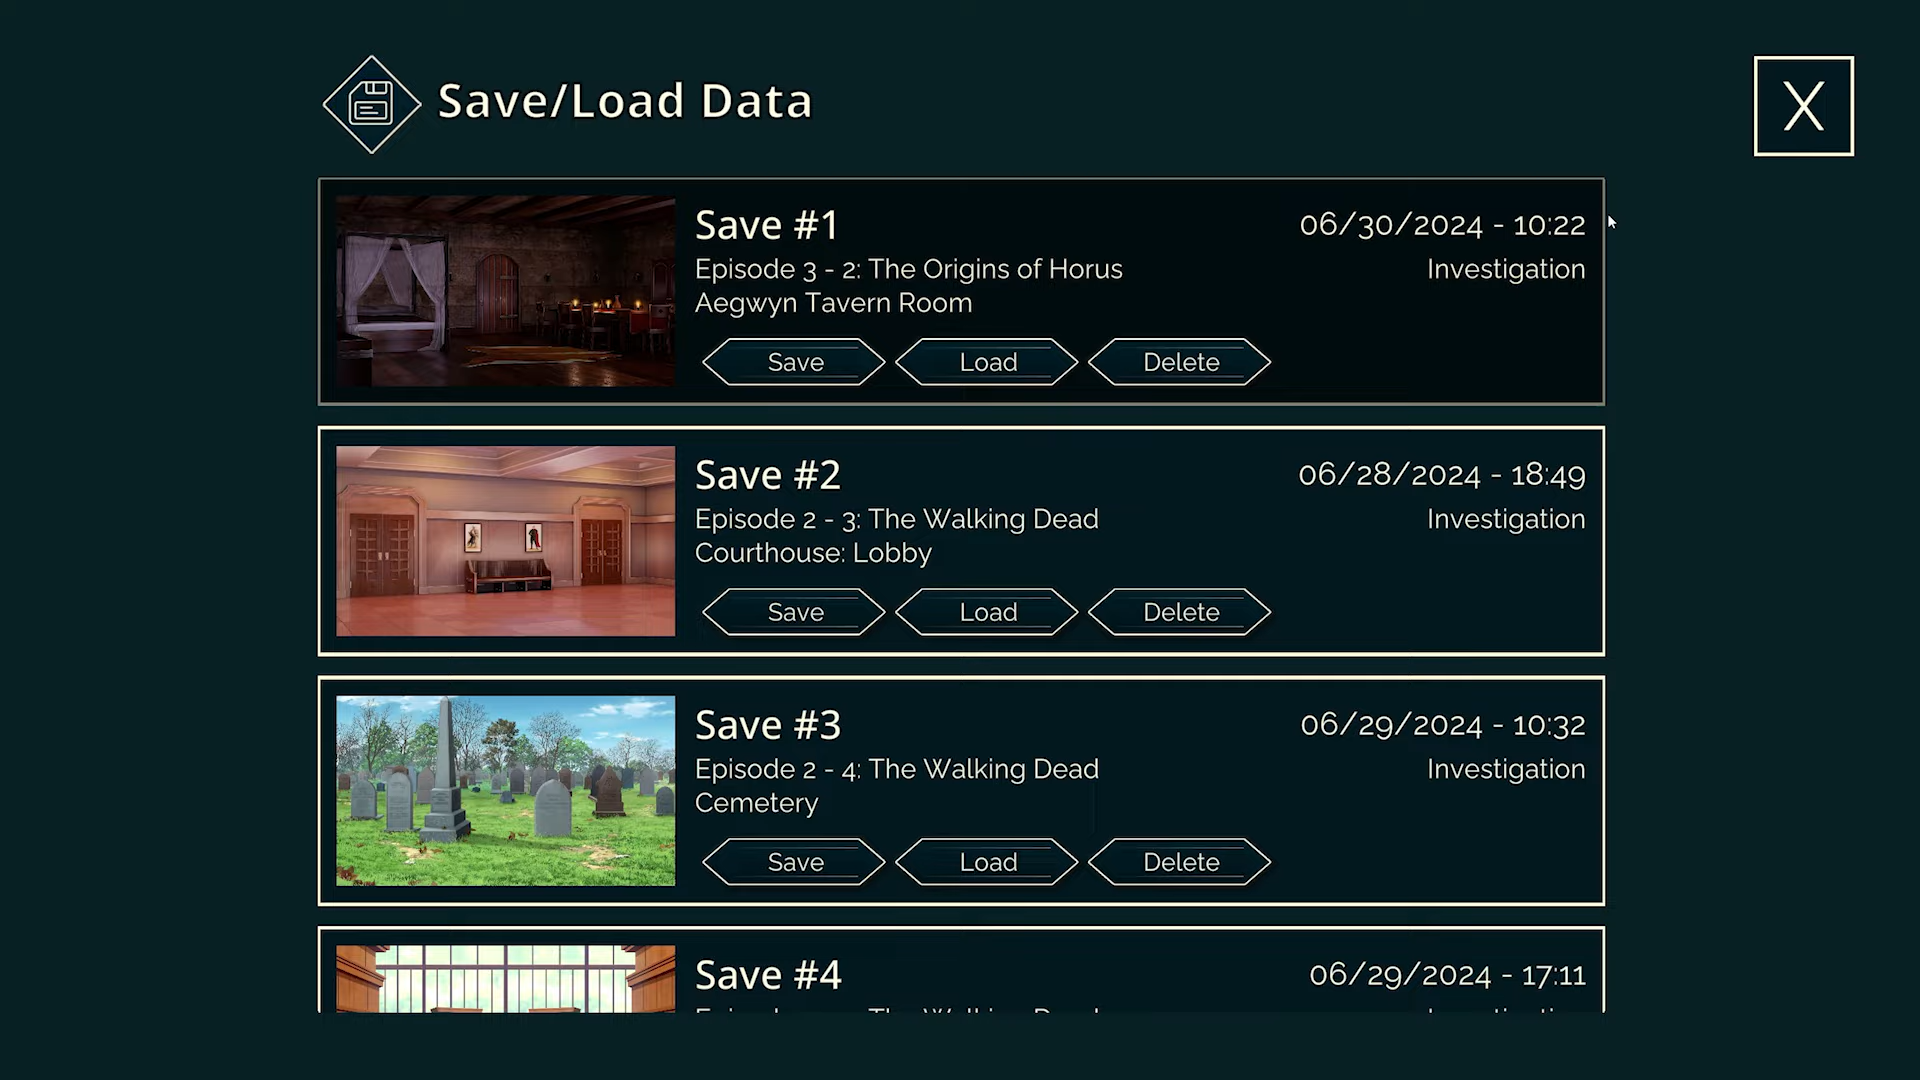 Save/Load Data
X
Save #1
06/30/2024 - 10:22
Episode 3 - 2: The Origins of Horus
Investigation
Aegwyn Tavern Room
Save
Load
Delete
Save #2
06/28/2024 - 18:49
Episode 2 - 3: The Walking Dead
Investigation
Courthouse: Lobby
Save
Load
Delete
Save #3
06/29/2024 - 10:32
Episode 2 - 4: The Walking Dead
Investigation
Cemetery
Save
Load
Delete
Save #4
06/29/2024 - 17:11